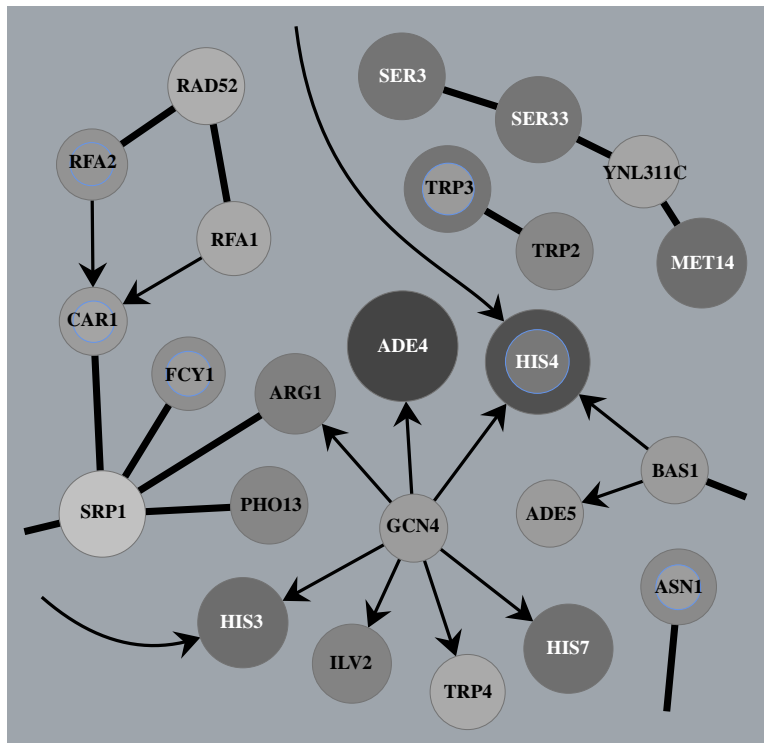 SER3
RAD52
SER33
RFA2
YNL311C
TRP3
RFA1
TRP2
MET14
CAR1
ADE4
HIS4
FCY1
ARG1
BAS1
PHO13
SRP1
ADE5
GCN4
ASN1
HIS3
HIS7
ILV2
TRP4